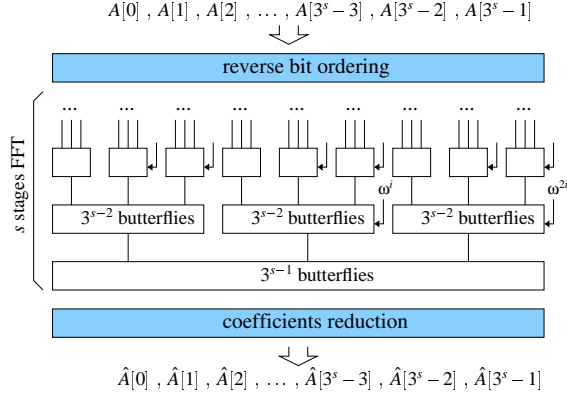 A[0] , A[1] , A[2] , … , A[3^s−3] , A[3^s−2] , A[3^s−1]
reverse bit ordering
... ... ... ... ... ... ... ... ...
s stages FFT
ω^i ω^2i
3^s−2 butterflies 3^s−2 butterflies 3^s−2 butterflies
3^s−1 butterflies
coefficients reduction
Â[0] , Â[1] , Â[2] , … , Â[3^s−3] , Â[3^s−2] , Â[3^s−1]